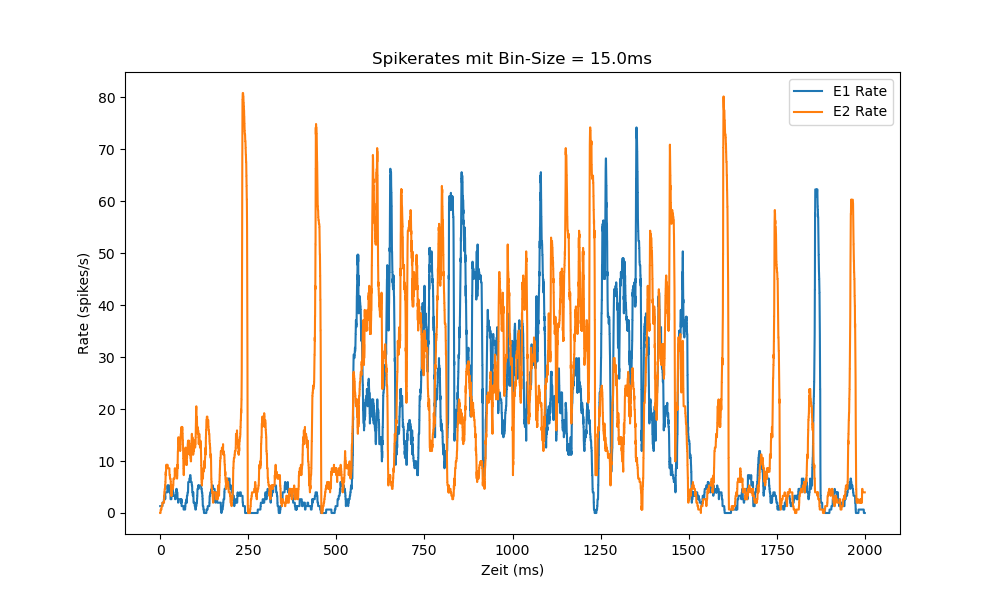 Spikerates mit Bin-Size = 15.0ms
E1 Rate
E2 Rate
80
70
60
50
40
30
20
10
0
Rate (spikes/s)
0 250 500 750 1000 1250 1500 1750 2000
Zeit (ms)